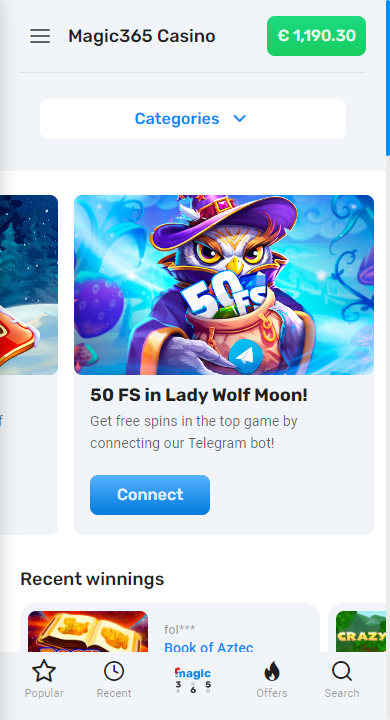 Magic365 Casino
€ 1,190.30
Categories
50 FS
50 FS in Lady Wolf Moon!
Get free spins in the top game by
connecting our Telegram bot!
f
Connect
Recent winnings
fol***
Book of Aztec
CRAZY
Popular
Recent
magic
3 6 5
Offers
Search